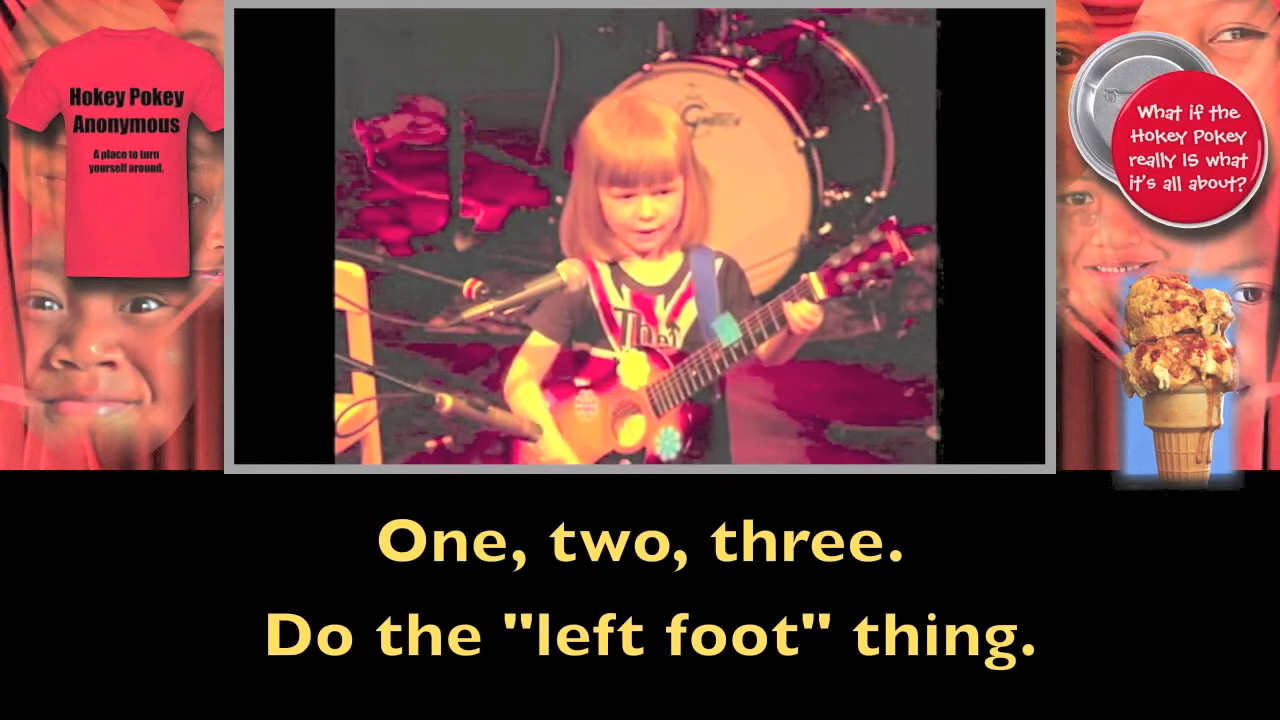 Hokey Pokey
Anonymous
A place to turn
yourself around.
What if the
Hokey Pokey
really IS what
it's all about?
One, two, three.
Do the "left foot" thing.